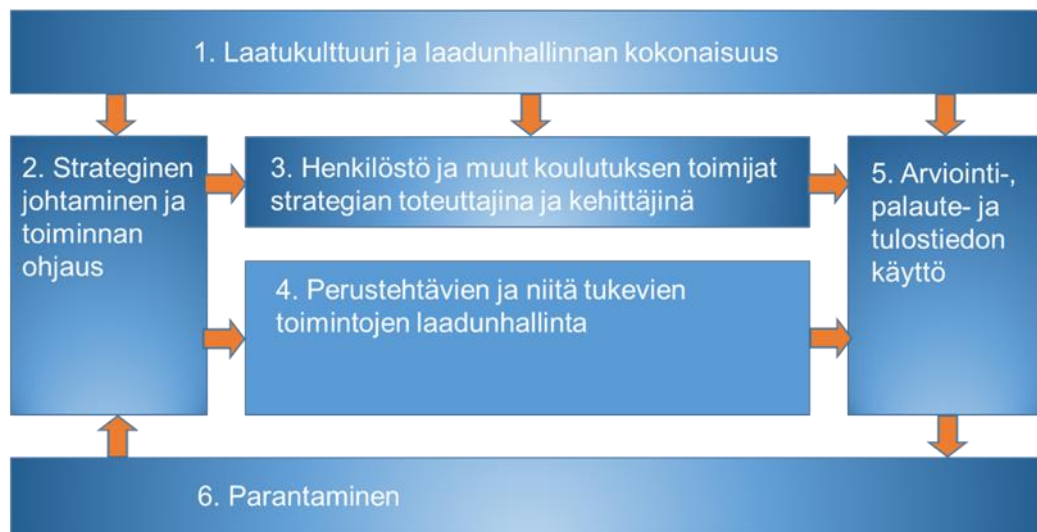 1. Laatukulttuuri ja laadunhallinnan kokonaisuus
2. Strateginen
johtaminen ja
toiminnan
ohjaus
3. Henkilöstö ja muut koulutuksen toimijat
strategian toteuttajina ja kehittäjinä
4. Perustehtävien ja niitä tukevien
toimintojen laadunhallinta
5. Arviointi-,
palaute- ja
tulostiedon
käyttö
6. Parantaminen